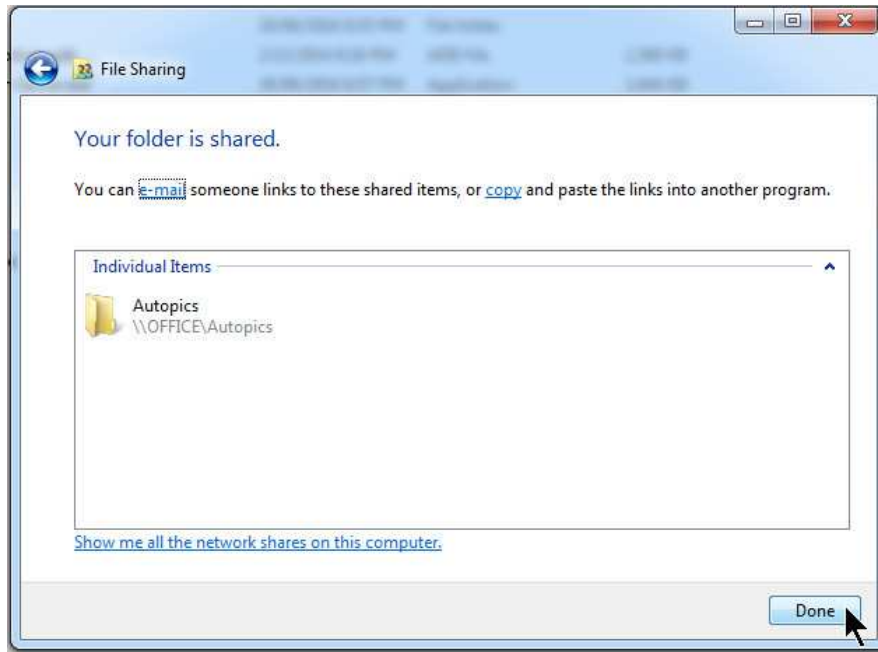 File Sharing
Your folder is shared.
You can e-mail someone links to these shared items, or copy and paste the links into another program.
Individual Items
Autopics
\\OFFICE\Autopics
Show me all the network shares on this computer.
Done